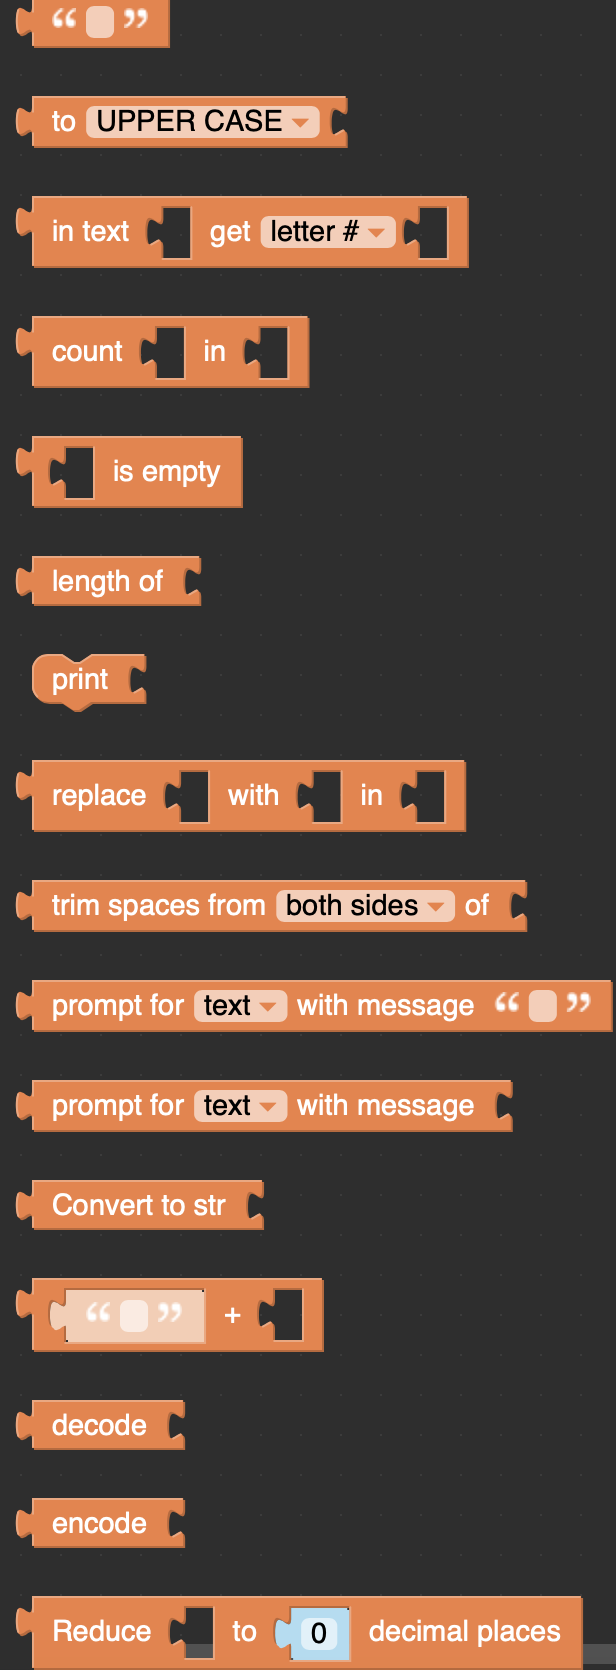 “ ”
to UPPER CASE
in text get letter #
count in
is empty
length of
print
replace with in
trim spaces from both sides of
prompt for text with message “ ”
prompt for text with message
Convert to str
“ ” +
decode
encode
Reduce to 0 decimal places